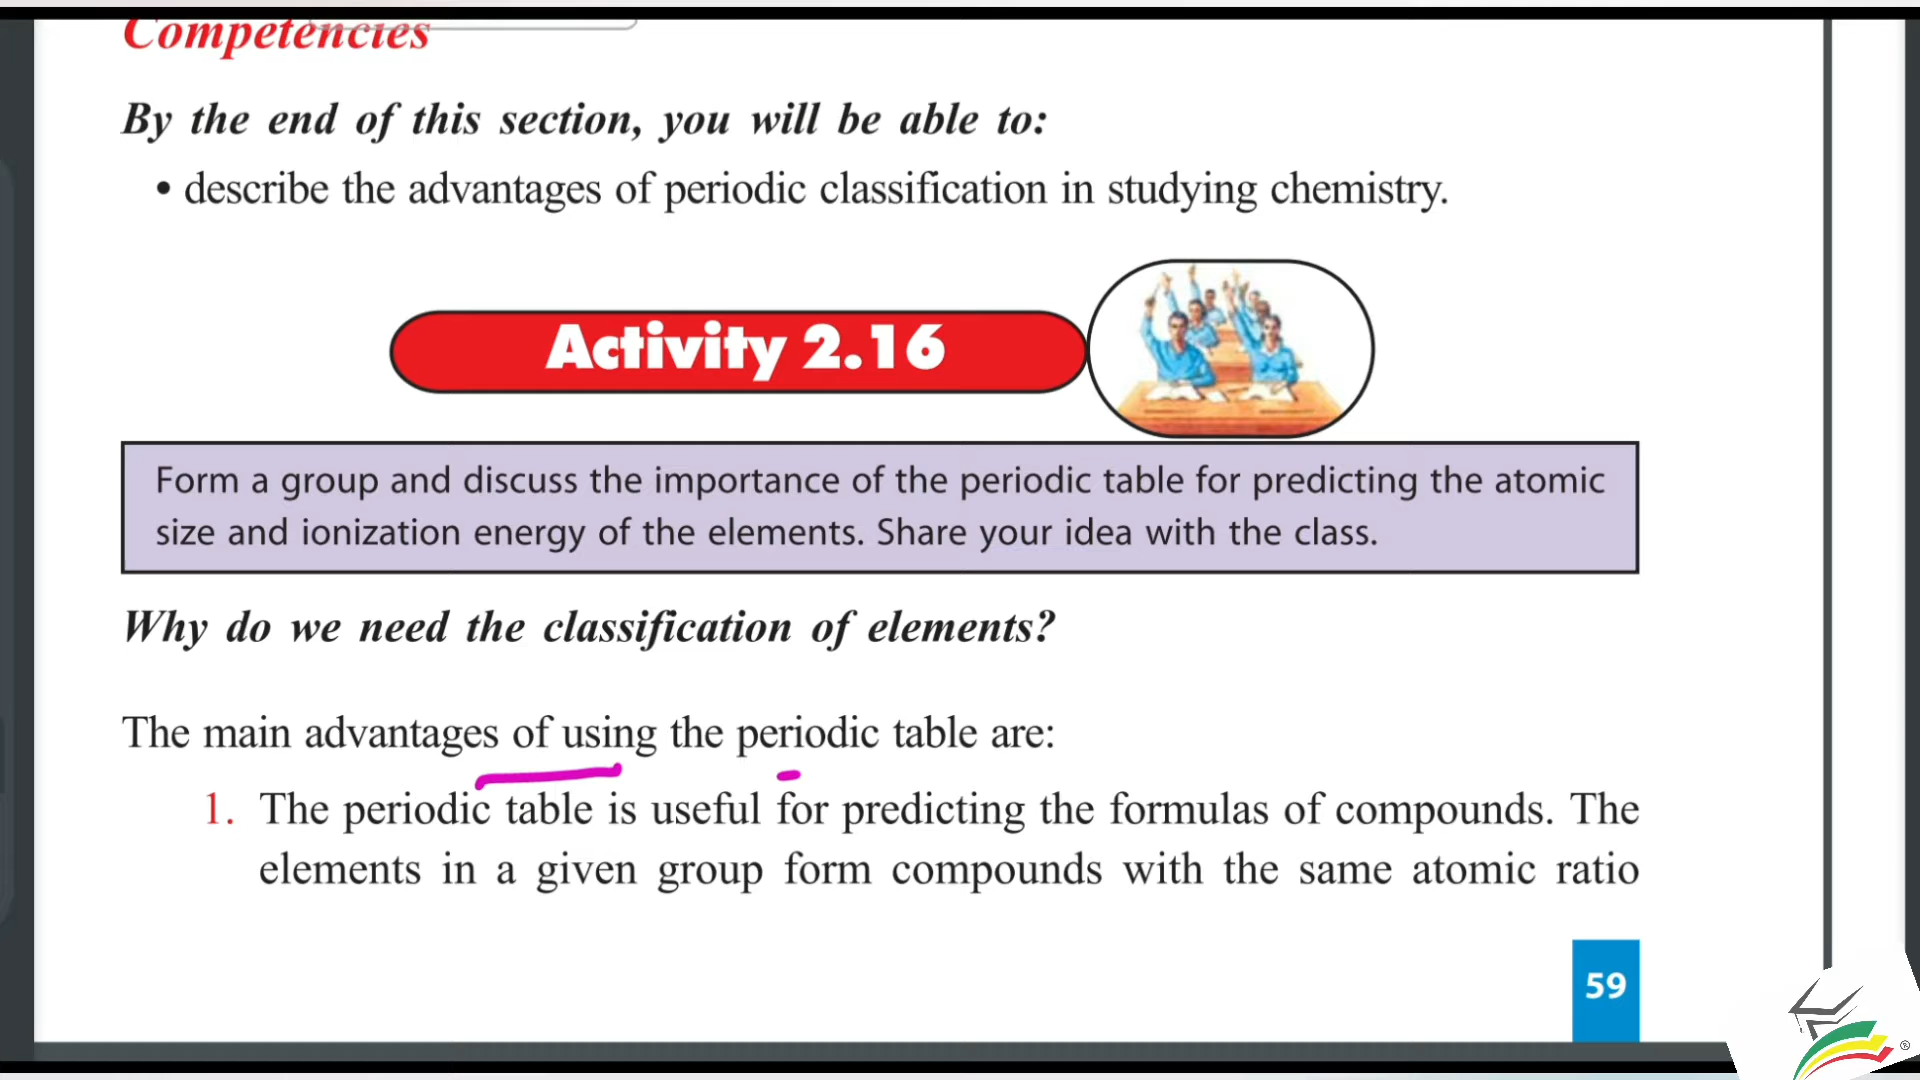 Competencies
By the end of this section, you will be able to:
• describe the advantages of periodic classification in studying chemistry.
Activity 2.16
Form a group and discuss the importance of the periodic table for predicting the atomic
size and ionization energy of the elements. Share your idea with the class.
Why do we need the classification of elements?
The main advantages of using the periodic table are:
1. The periodic table is useful for predicting the formulas of compounds. The
elements in a given group form compounds with the same atomic ratio
59
®